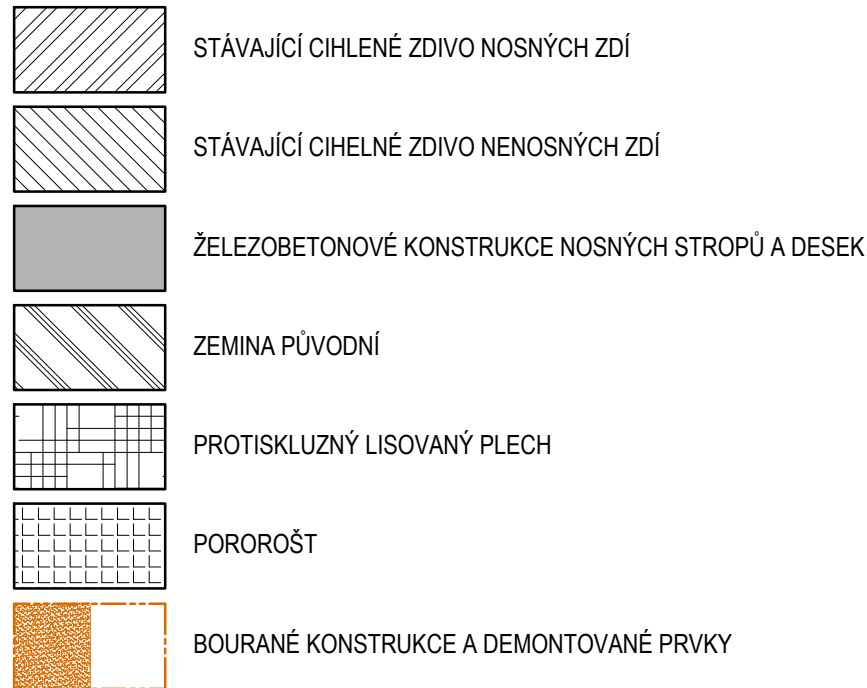 STÁVAJÍCÍ CIHLENÉ ZDIVO NOSNÝCH ZDÍ
STÁVAJÍCÍ CIHELNÉ ZDIVO NENOSNÝCH ZDÍ
ŽELEZOBETONOVÉ KONSTRUKCE NOSNÝCH STROPŮ A DESEK
ZEMINA PŮVODNÍ
PROTISKLUZNÝ LISOVANÝ PLECH
POROROŠT
BOURANÉ KONSTRUKCE A DEMONTOVANÉ PRVKY